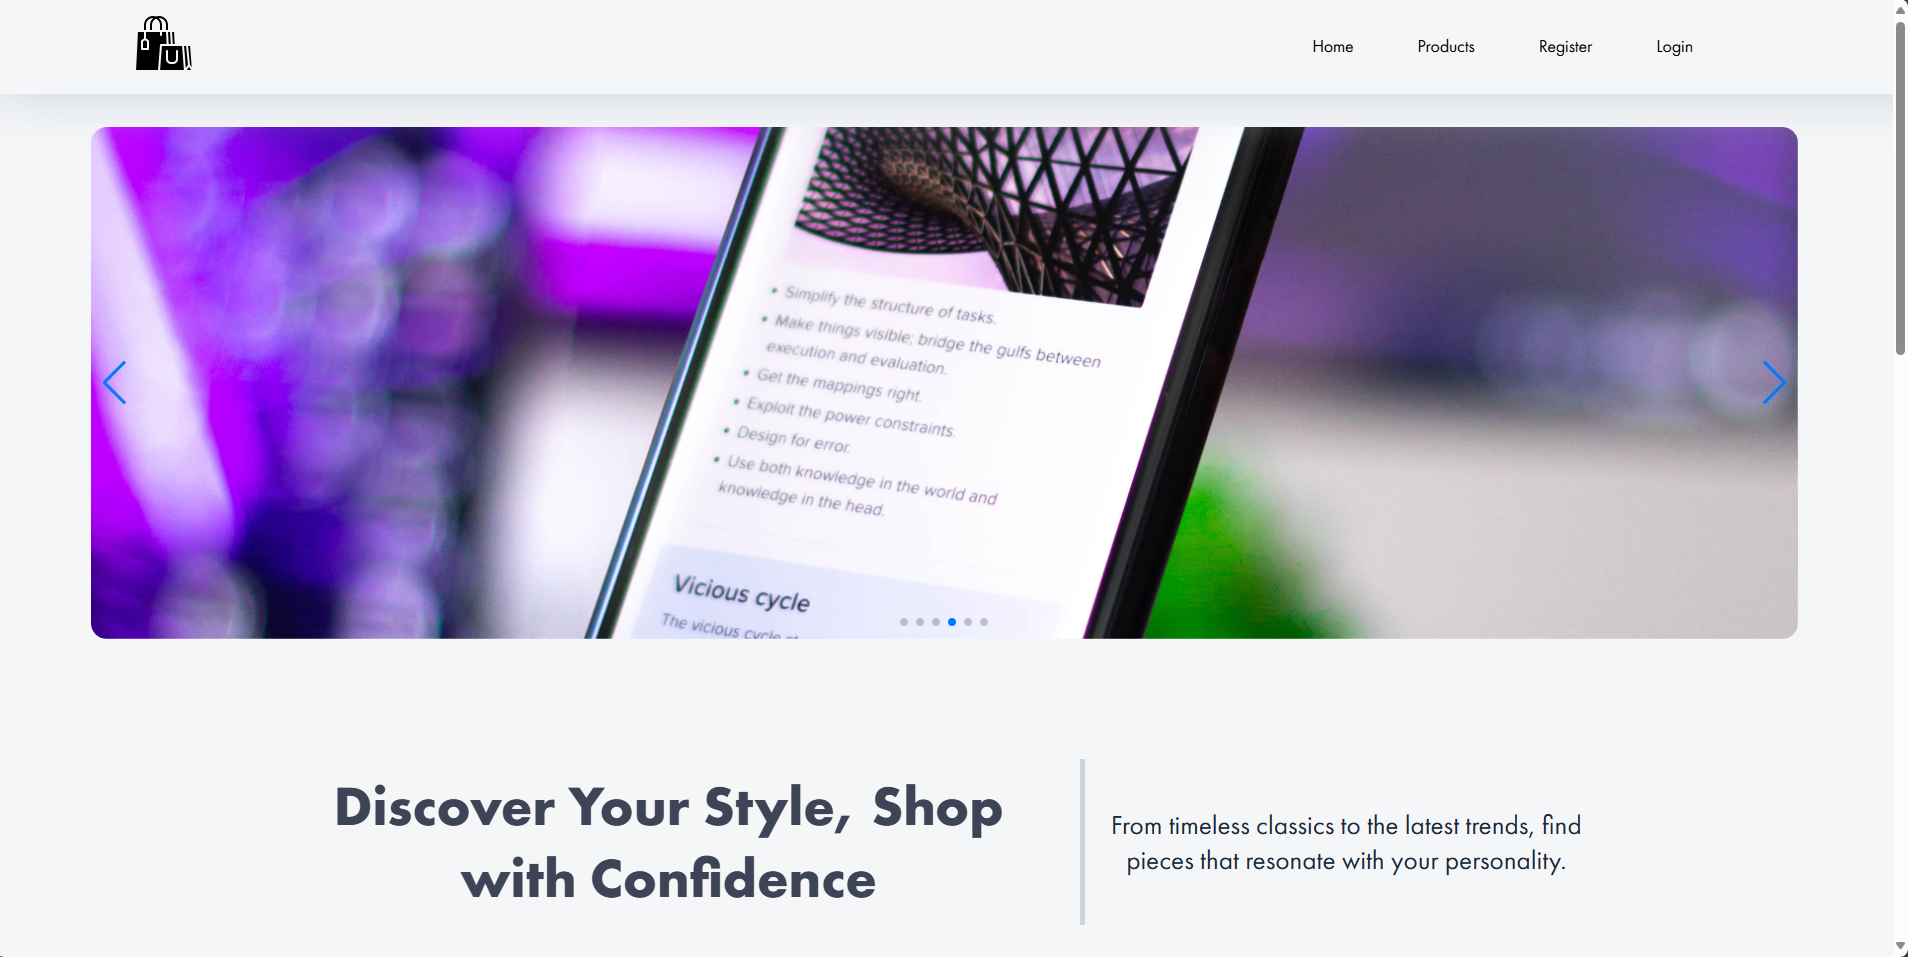 U
Home
Products
Register
Login
• Simplify the structure of tasks.
• Make things visible; bridge the gulfs between
execution and evaluation.
• Get the mappings right.
• Exploit the power constraints.
• Design for error.
• Use both knowledge in the world and
knowledge in the head.
Vicious cycle
The vicious cycle
Discover Your Style, Shop
with Confidence
From timeless classics to the latest trends, find
pieces that resonate with your personality.